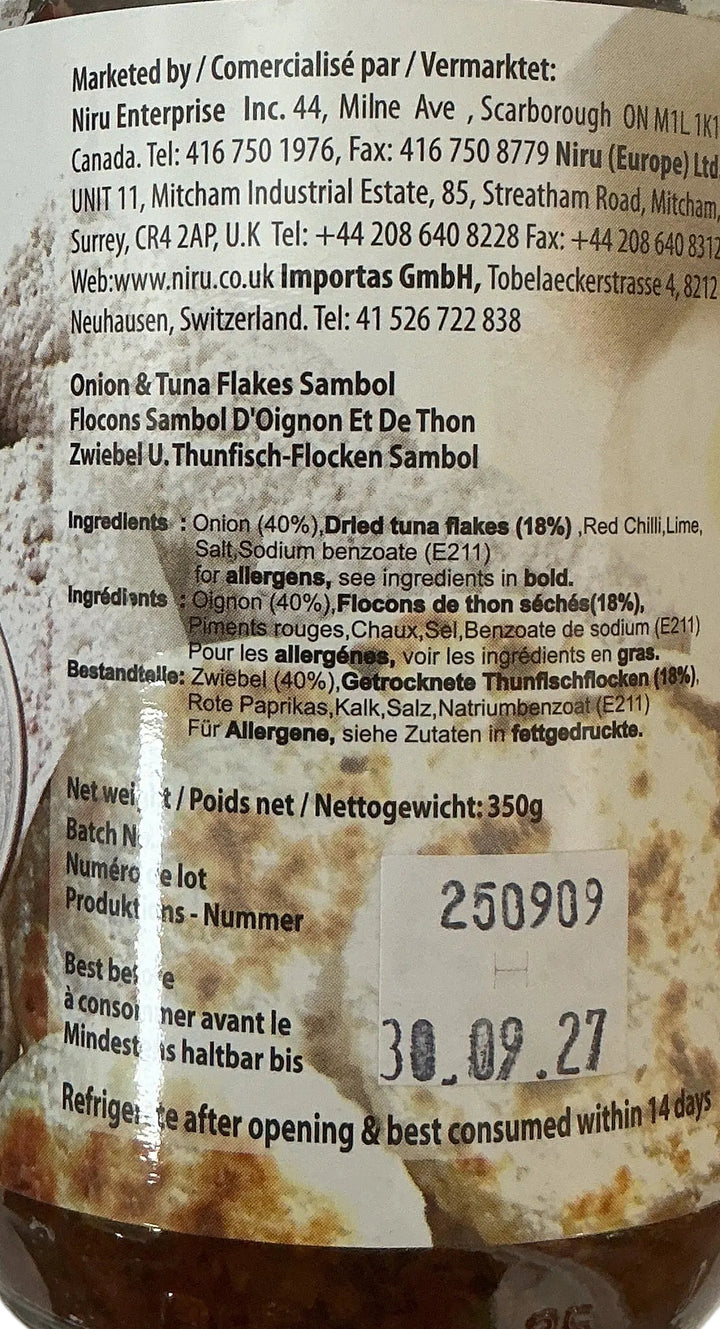 Marketed by / Comercialisé par / Vermarktet:
Niru Enterprise Inc. 44, Milne Ave , Scarborough ON M1L 1K1
Canada. Tel: 416 750 1976, Fax: 416 750 8779 Niru (Europe) Ltd.
UNIT 11, Mitcham Industrial Estate, 85, Streatham Road, Mitcham,
Surrey, CR4 2AP, U.K Tel: +44 208 640 8228 Fax: +44 208 640 8312
Web:www.niru.co.uk Importas GmbH, Tobelaeckerstrasse 4, 8212
Neuhausen, Switzerland. Tel: 41 526 722 838
Onion & Tuna Flakes Sambol
Flocons Sambol D'Oignon Et De Thon
Zwiebel U. Thunfisch-Flocken Sambol
Ingredients : Onion (40%),Dried tuna flakes (18%) ,Red Chilli,Lime,
Salt,Sodium benzoate (E211)
for allergens, see ingredients in bold.
Ingrédients : Oignon (40%),Flocons de thon séchés(18%),
Piments rouges,Chaux,Sel,Benzoate de sodium (E211)
Pour les allergénes, voir les ingrédients en gras.
Bestandteile: Zwiebel (40%),Getrocknete Thunfischflocken (18%),
Rote Paprikas,Kalk,Salz,Natriumbenzoat (E211)
Für Allergene, siehe Zutaten in fettgedruckte.
Net weight / Poids net / Nettogewicht: 350g
Batch
Numéro de lot
Produktions - Nummer
250909
Best before
à consommer avant le
Mindestens haltbar bis
30.09.27
Refrigerate after opening & best consumed within 14 days